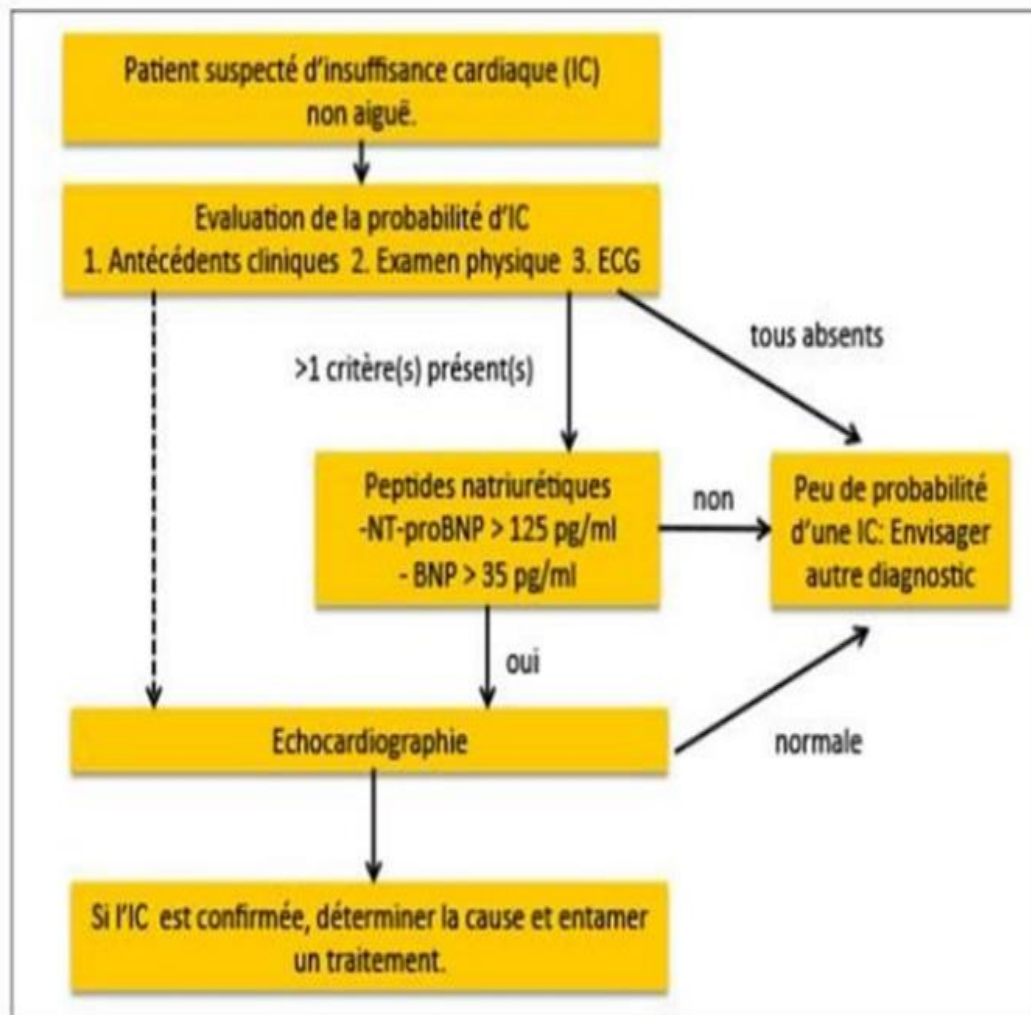 Patient suspecté d'insuffisance cardiaque (IC)
non aiguë.
Evaluation de la probabilité d'IC
1. Antécédents cliniques 2. Examen physique 3. ECG
tous absents
>1 critère(s) présent(s)
Peptides natriurétiques
-NT-proBNP > 125 pg/ml
- BNP > 35 pg/ml
non
Peu de probabilité
d'une IC: Envisager
autre diagnostic
oui
Echocardiographie
normale
Si l'IC est confirmée, déterminer la cause et entamer
un traitement.